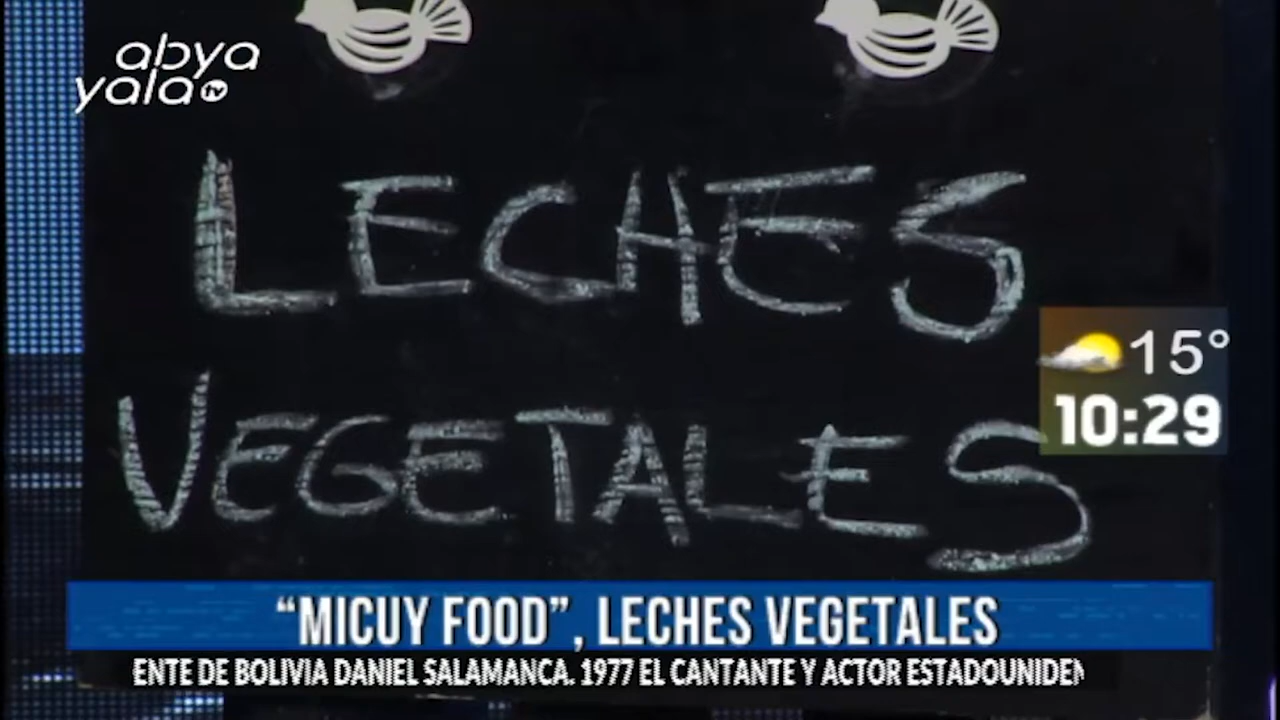 abya
yala tv
LECHES
VEGETALES
15°
10:29
“MICUY FOOD”, LECHES VEGETALES
ENTE DE BOLIVIA DANIEL SALAMANCA. 1977 EL CANTANTE Y ACTOR ESTADOUNIDEN